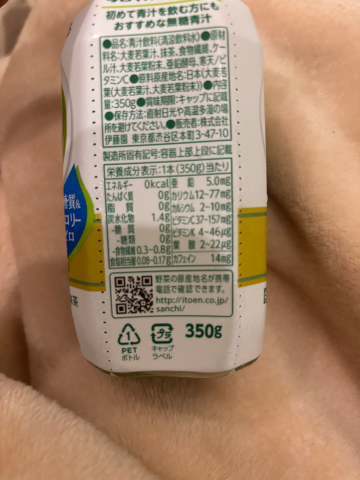 初めて青汁を飲む方にも
おすすめな無糖青汁
●品名:青汁飲料(清涼飲料水)●原材
料名:大麦若葉汁、抹茶、食物繊維、ケー
ル汁、大麦若葉粉末、亜鉛酵母、寒天/ビ
タミンC●原料原産地名:日本(大麦若
葉(大麦若葉汁、大麦若葉粉末))●内容
量:350g●賞味期限:キャップに記載
●保存方法:直射日光や高温多湿の場
所を避けてください。●販売者:株式会社
伊藤園 東京都渋谷区本町3-47-10
製造所固有記号:容器上部上段に記載
栄養成分表示:1本(350g)当たり
エネルギー 0kcal 亜鉛 5.0mg
たんぱく質 0g カリウム 12~77mg
脂質 0g カルシウム 2~10mg
炭水化物 1.4g ビタミンC 37~157mg
-糖質 0g ビタミンK 4~46μg
-糖類 0g 葉酸 2~22μg
-食物繊維 0.3~0.8g カフェイン 14mg
食塩相当量 0.08~0.17g
野菜の原産地名が携帯
電話で確認できます。
http://itoen.co.jp/
sanchi/
PET
ボトル
プラ
キャップ
ラベル
350g
糖質&
ロリー
ゼロ
茶